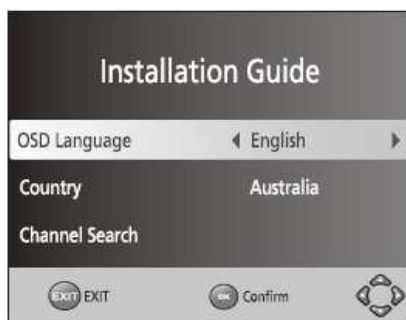 Installation Guide
OSD Language English
Country Australia
Channel Search
EXIT EXIT OK Confirm